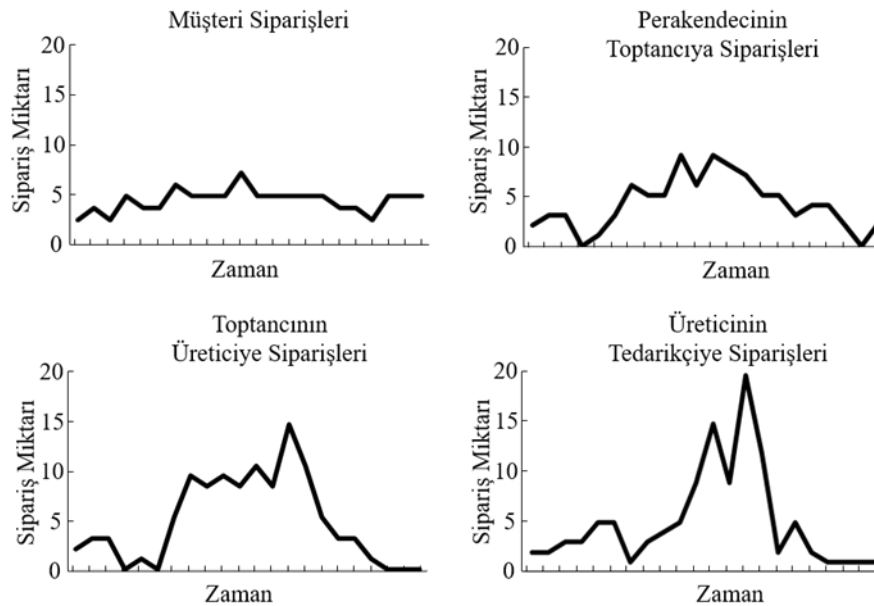 Müşteri Siparişleri
20
15
10
5
0
Sipariş Miktarı
Zaman
Perakendecinin
Toptancıya Siparişleri
20
15
10
5
0
Sipariş Miktarı
Zaman
Toptancının
Üreticiye Siparişleri
20
15
10
5
0
Sipariş Miktarı
Zaman
Üreticinin
Tedarikçiye Siparişleri
20
15
10
5
0
Sipariş Miktarı
Zaman